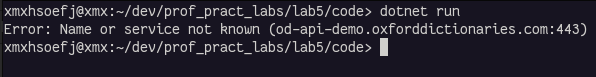 xmxhsoefj@xmx:~/dev/prof_pract_labs/lab5/code> dotnet run
Error: Name or service not known (od-api-demo.oxforddictionaries.com:443)
xmxhsoefj@xmx:~/dev/prof_pract_labs/lab5/code>